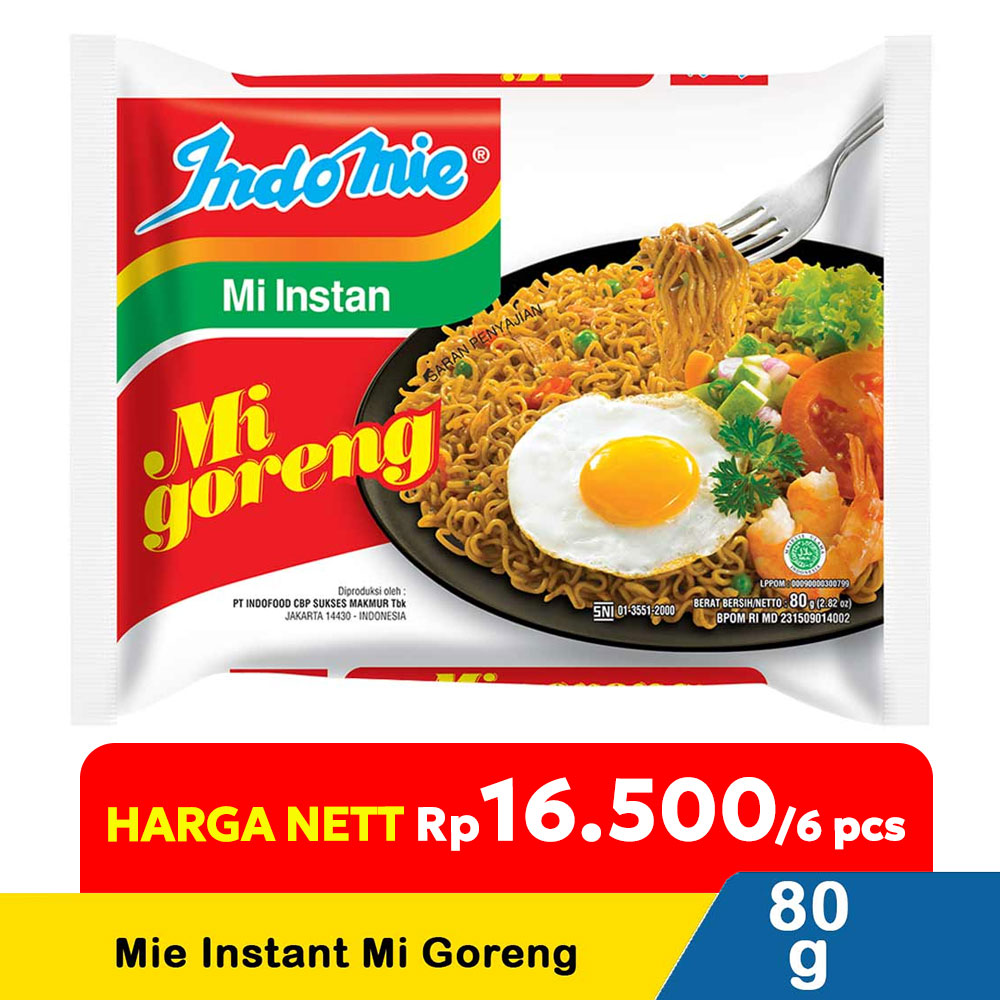 Indomie®
Mi Instan
Mi
goreng
SARAN PENYAJIAN
Diproduksi oleh :
PT INDOFOOD CBP SUKSES MAKMUR Tbk
JAKARTA 14430 - INDONESIA
LPPOM : 00090000300799
SNI 01-3551-2000
BERAT BERSIH/NETTO : 80 g (2.82 oz)
BPOM RI MD 231509014002
HARGA NETT Rp16.500/6 pcs
Mie Instant Mi Goreng
80
g